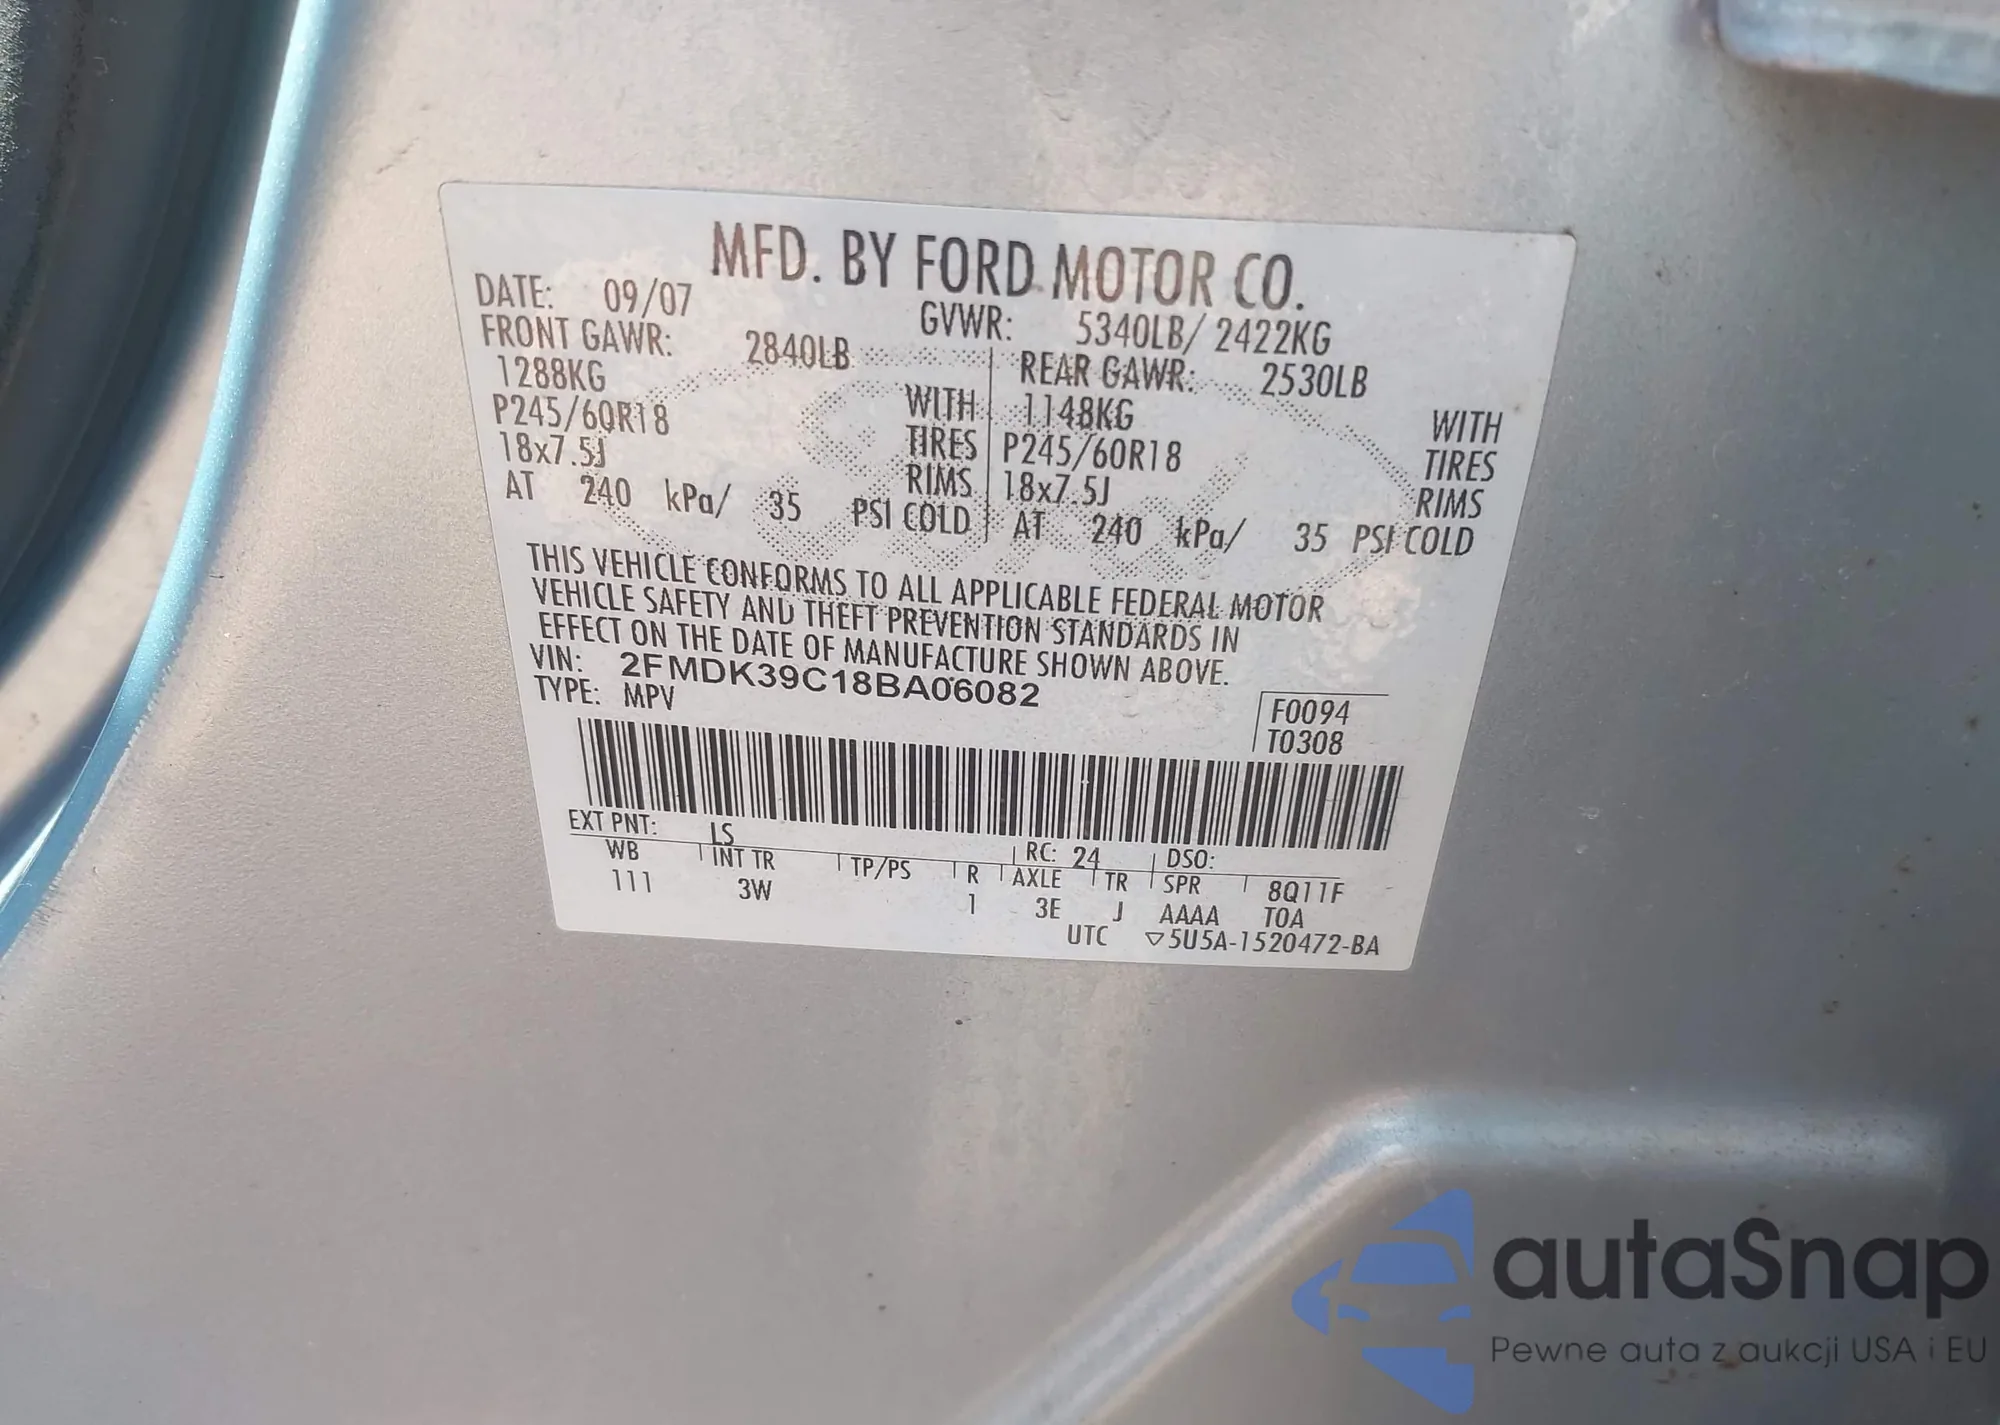 MFD. BY FORD MOTOR CO.
DATE: 09/07 GVWR: 5340LB/ 2422KG
FRONT GAWR: 2840LB REAR GAWR: 2530LB
1288KG WITH 1148KG WITH
P245/60R18 TIRES P245/60R18 TIRES
18x7.5J RIMS 18x7.5J RIMS
AT 240 kPa/ 35 PSI COLD AT 240 kPa/ 35 PSI COLD
THIS VEHICLE CONFORMS TO ALL APPLICABLE FEDERAL MOTOR
VEHICLE SAFETY AND THEFT PREVENTION STANDARDS IN
EFFECT ON THE DATE OF MANUFACTURE SHOWN ABOVE.
VIN: 2FMDK39C18BA06082
TYPE: MPV
F0094
T0308
EXT PNT: LS RC: 24 DSO:
WB INT TR TP/PS R AXLE TR SPR 8Q11F
111 3W 1 3E J AAAA T0A
UTC ▽5U5A-1520472-BA
autaSnap
Pewne auta z aukcji USA i EU